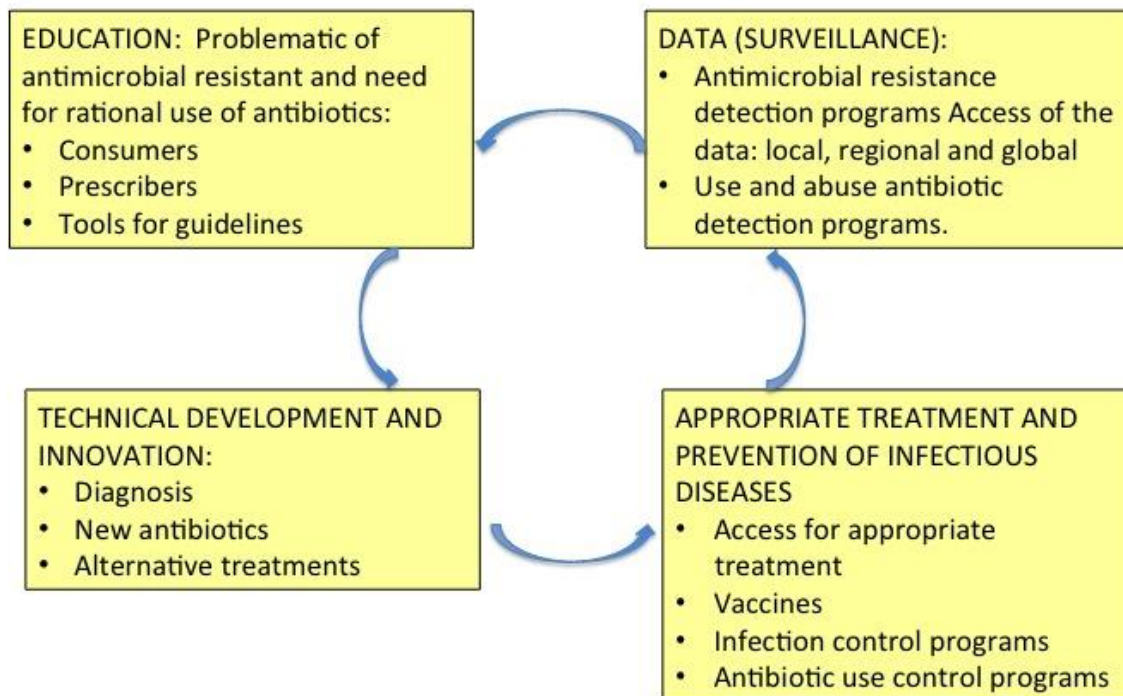 EDUCATION:  Problematic of
antimicrobial resistant and need
for rational use of antibiotics:
• Consumers
• Prescribers
• Tools for guidelines
DATA (SURVEILLANCE):
• Antimicrobial resistance
detection programs Access of the
data: local, regional and global
• Use and abuse antibiotic
detection programs.
TECHNICAL DEVELOPMENT AND
INNOVATION:
• Diagnosis
• New antibiotics
• Alternative treatments
APPROPRIATE TREATMENT AND
PREVENTION OF INFECTIOUS
DISEASES
• Access for appropriate
treatment
• Vaccines
• Infection control programs
• Antibiotic use control programs